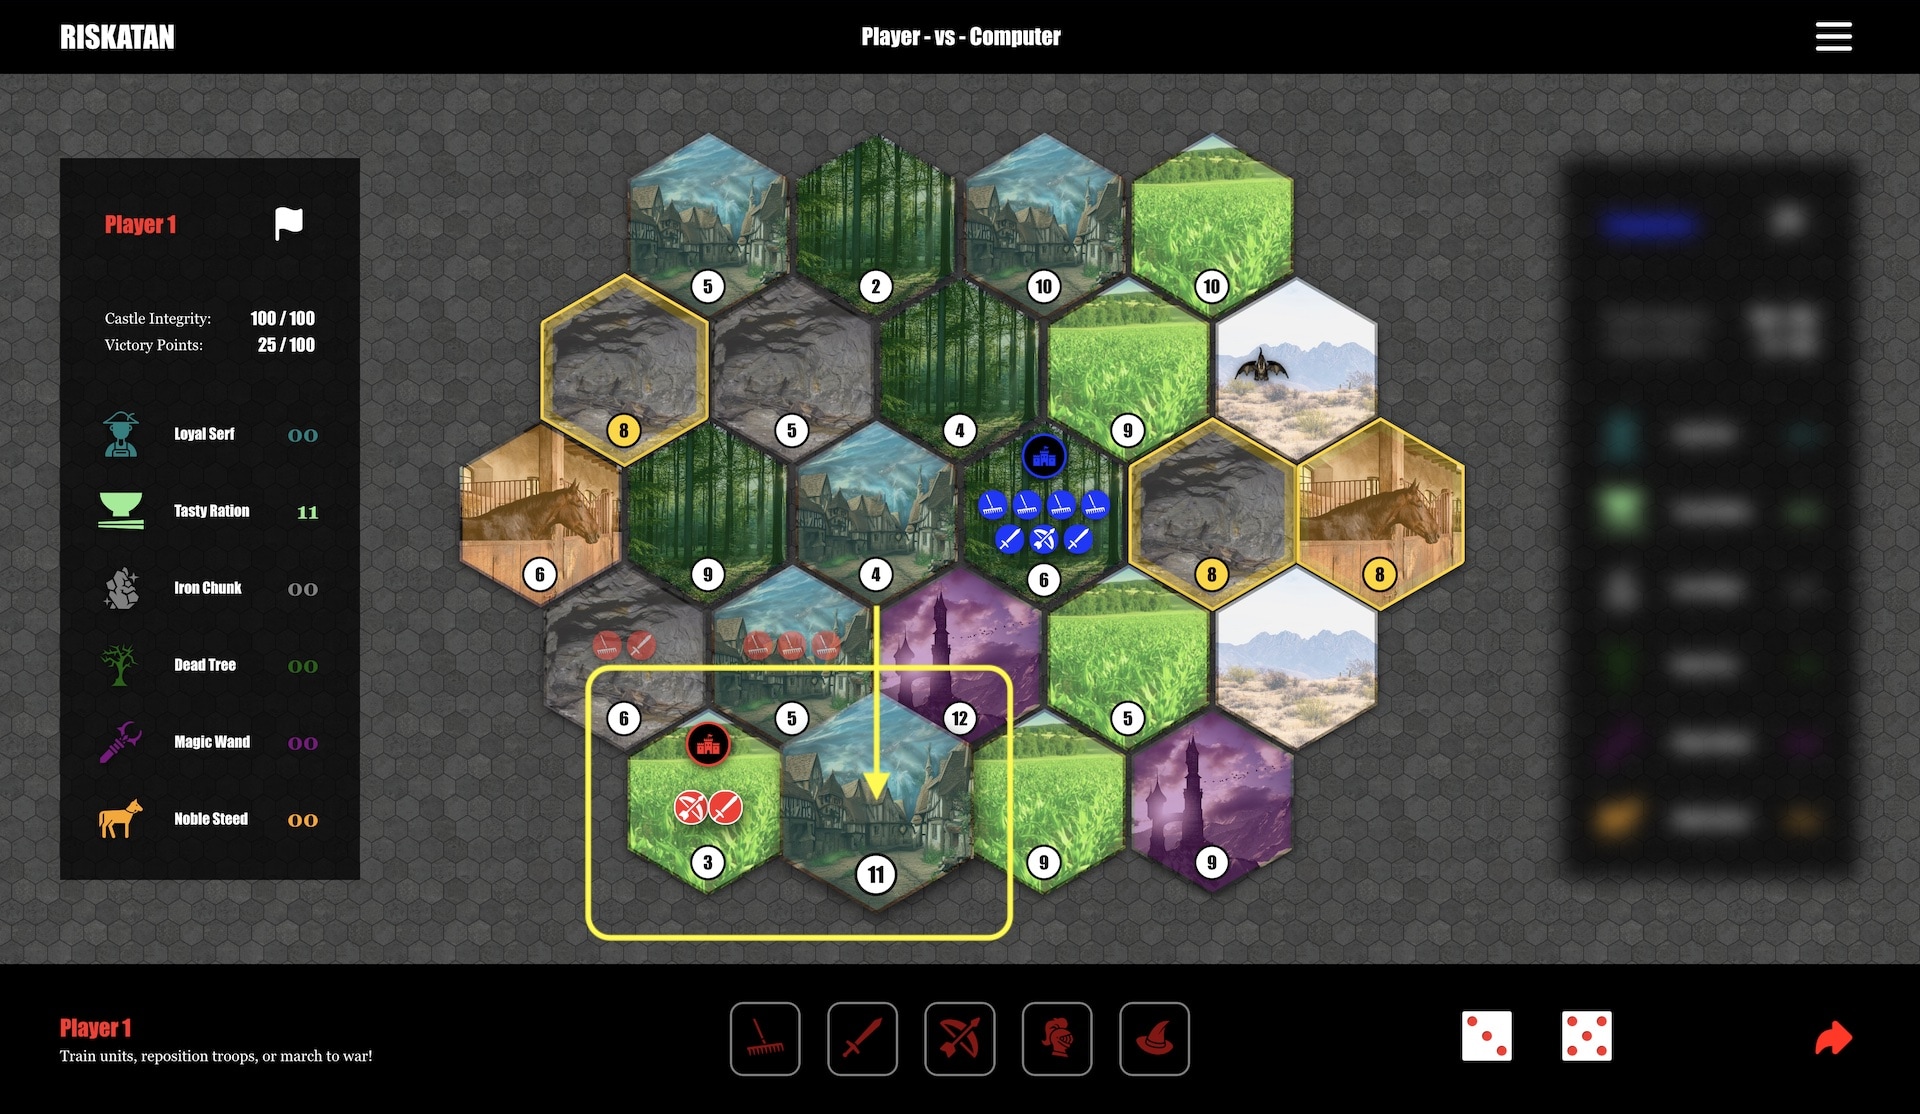 RISKATAN
Player - vs - Computer
Player 1
Castle Integrity: 100 / 100
Victory Points: 25 / 100
Loyal Serf 00
Tasty Ration 11
Iron Chunk 00
Dead Tree 00
Magic Wand 00
Noble Steed 00
5 2 10 10
8 5 4 9
6 9 4 6 8 8
6 5 12 5
3 11 9 9
Player 1
Train units, reposition troops, or march to war!